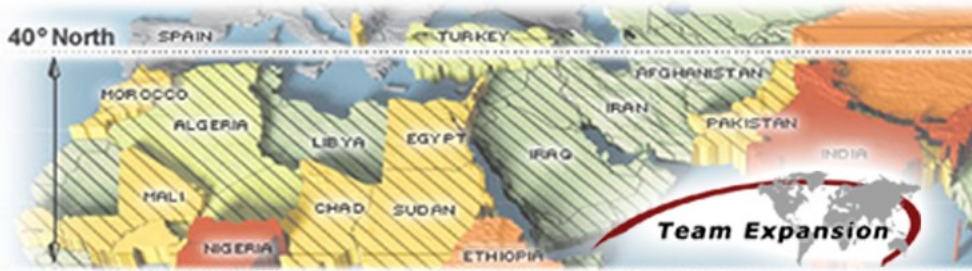 40° North
SPAIN
TURKEY
AFGHANISTAN
MOROCCO
IRAN
ALGERIA
PAKISTAN
LIBYA
EGYPT
IRAQ
INDIA
MALI
CHAD
SUDAN
Team Expansion
NIGERIA
ETHIOPIA